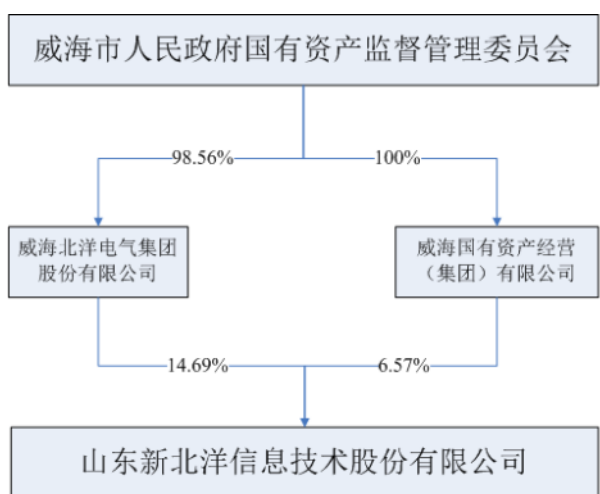 威海市人民政府国有资产监督管理委员会
98.56%
100%
威海北洋电气集团
股份有限公司
威海国有资产经营
（集团）有限公司
14.69%
6.57%
山东新北洋信息技术股份有限公司